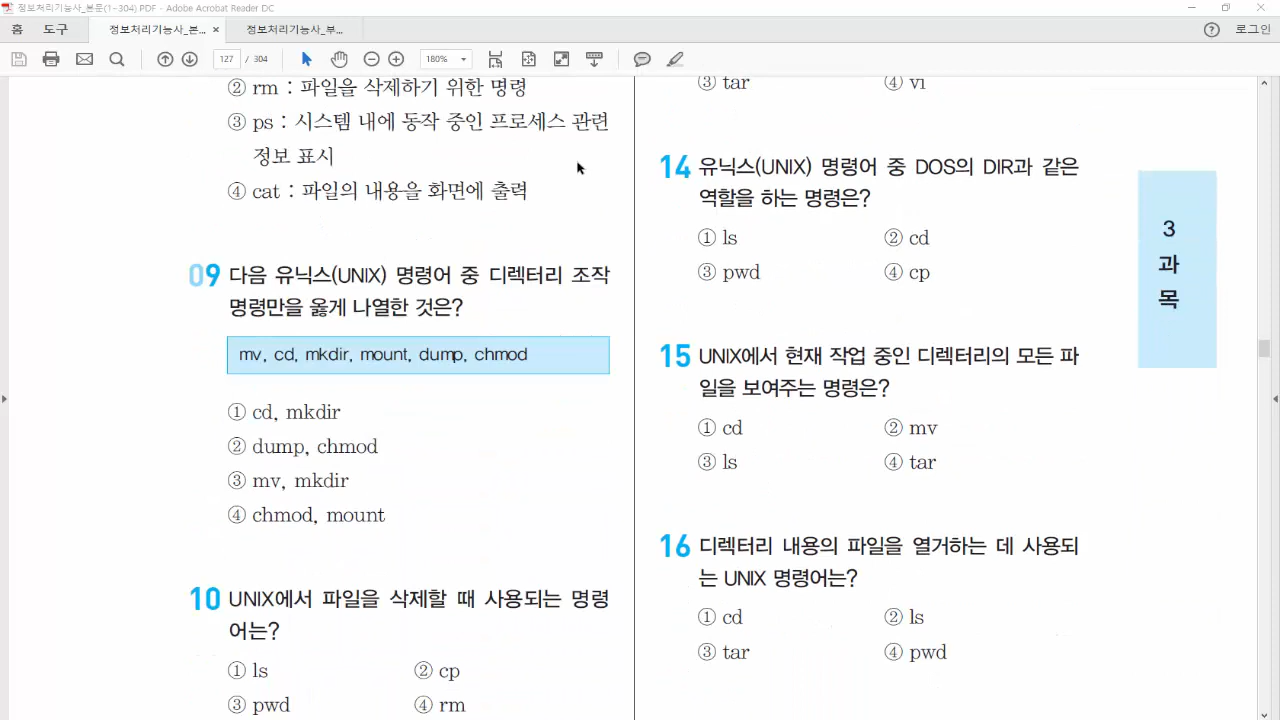 정보처리기능사_본문(1-304) PDF - Adobe Acrobat Reader DC
홈 도구 정보처리기능사_본... × 정보처리기능사_부... 로그인
127 / 304 180%
② rm : 파일을 삭제하기 위한 명령
③ ps : 시스템 내에 동작 중인 프로세스 관련
정보 표시
④ cat : 파일의 내용을 화면에 출력
09 다음 유닉스(UNIX) 명령어 중 디렉터리 조작
명령만을 옳게 나열한 것은?
mv, cd, mkdir, mount, dump, chmod
① cd, mkdir
② dump, chmod
③ mv, mkdir
④ chmod, mount
10 UNIX에서 파일을 삭제할 때 사용되는 명령
어는?
① ls ② cp
③ pwd ④ rm
③ tar ④ vi
14 유닉스(UNIX) 명령어 중 DOS의 DIR과 같은
역할을 하는 명령은?
① ls ② cd
③ pwd ④ cp
15 UNIX에서 현재 작업 중인 디렉터리의 모든 파
일을 보여주는 명령은?
① cd ② mv
③ ls ④ tar
16 디렉터리 내용의 파일을 열거하는 데 사용되
는 UNIX 명령어는?
① cd ② ls
③ tar ④ pwd
3
과
목